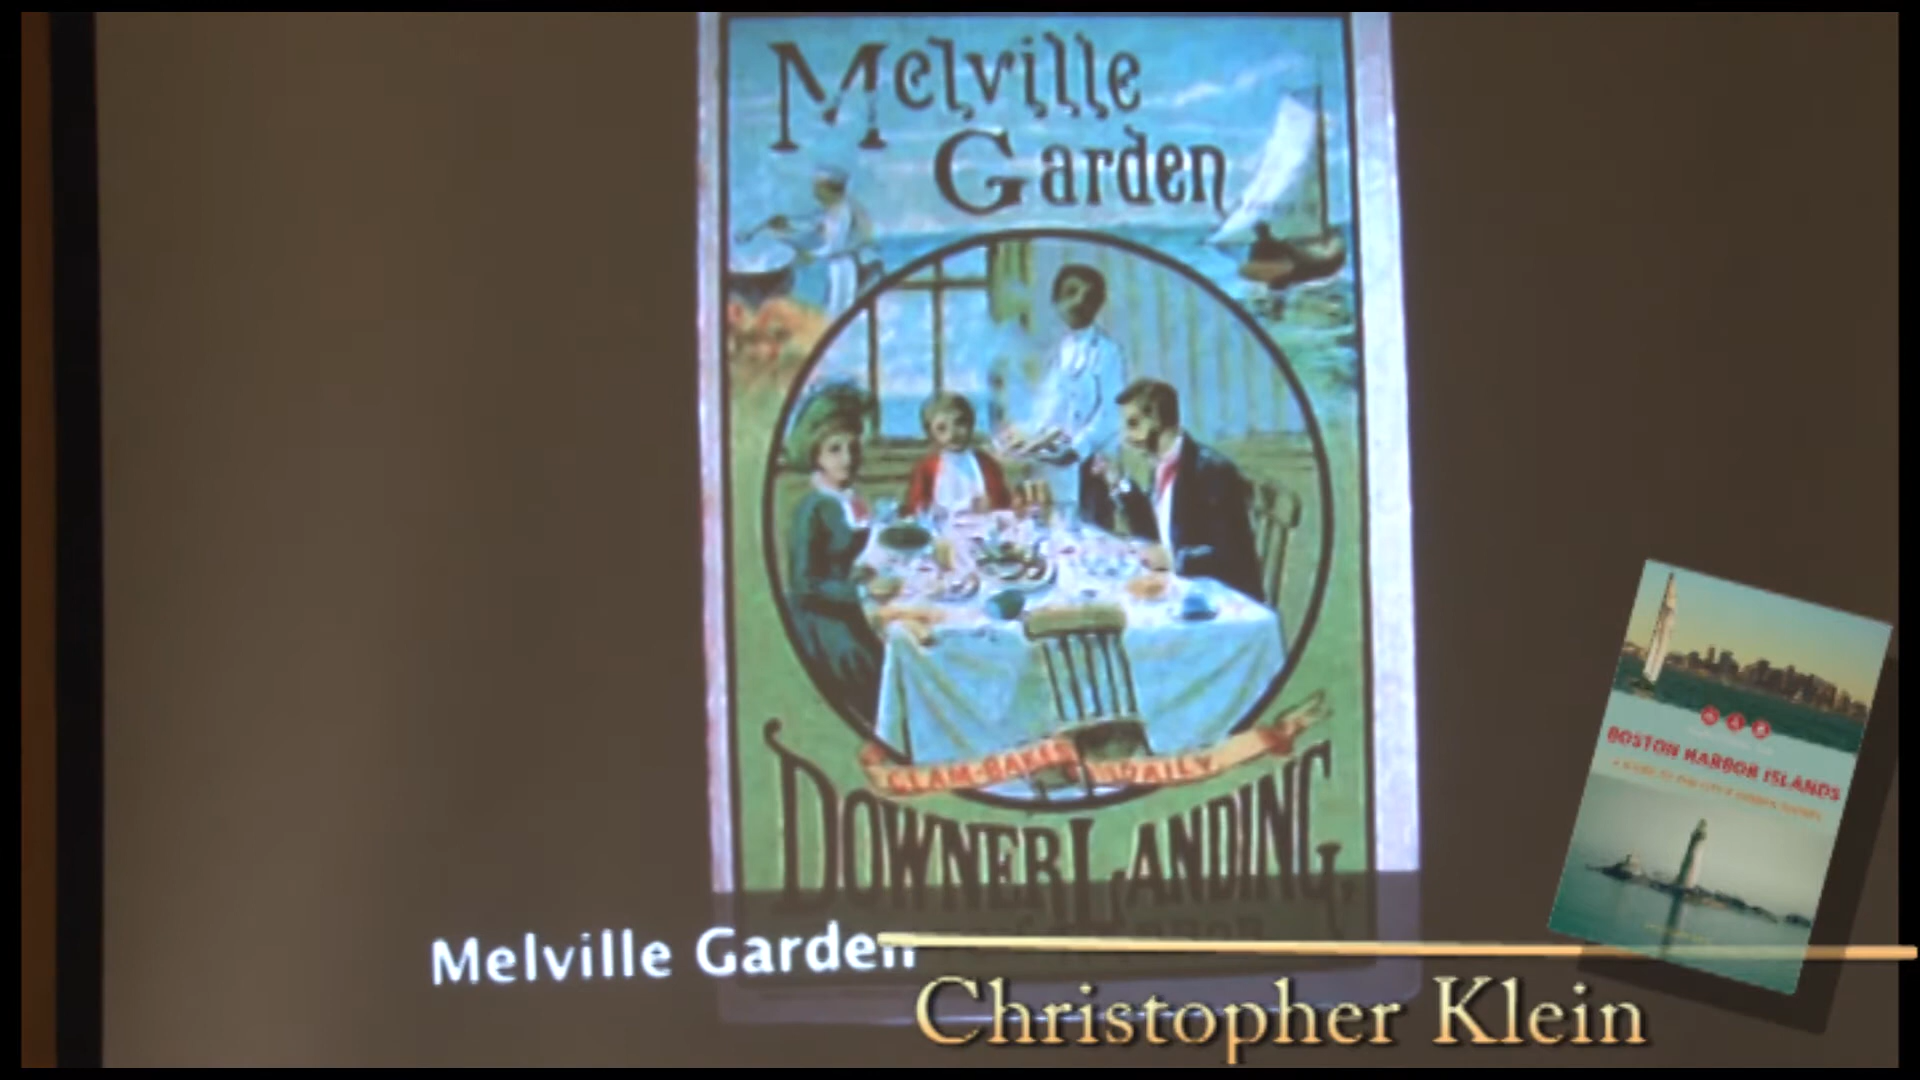 Melville
Garden
CLAM-BAKES DAILY
DOWNER LANDING,
Melville Garden
Christopher Klein
BOSTON HARBOR ISLANDS